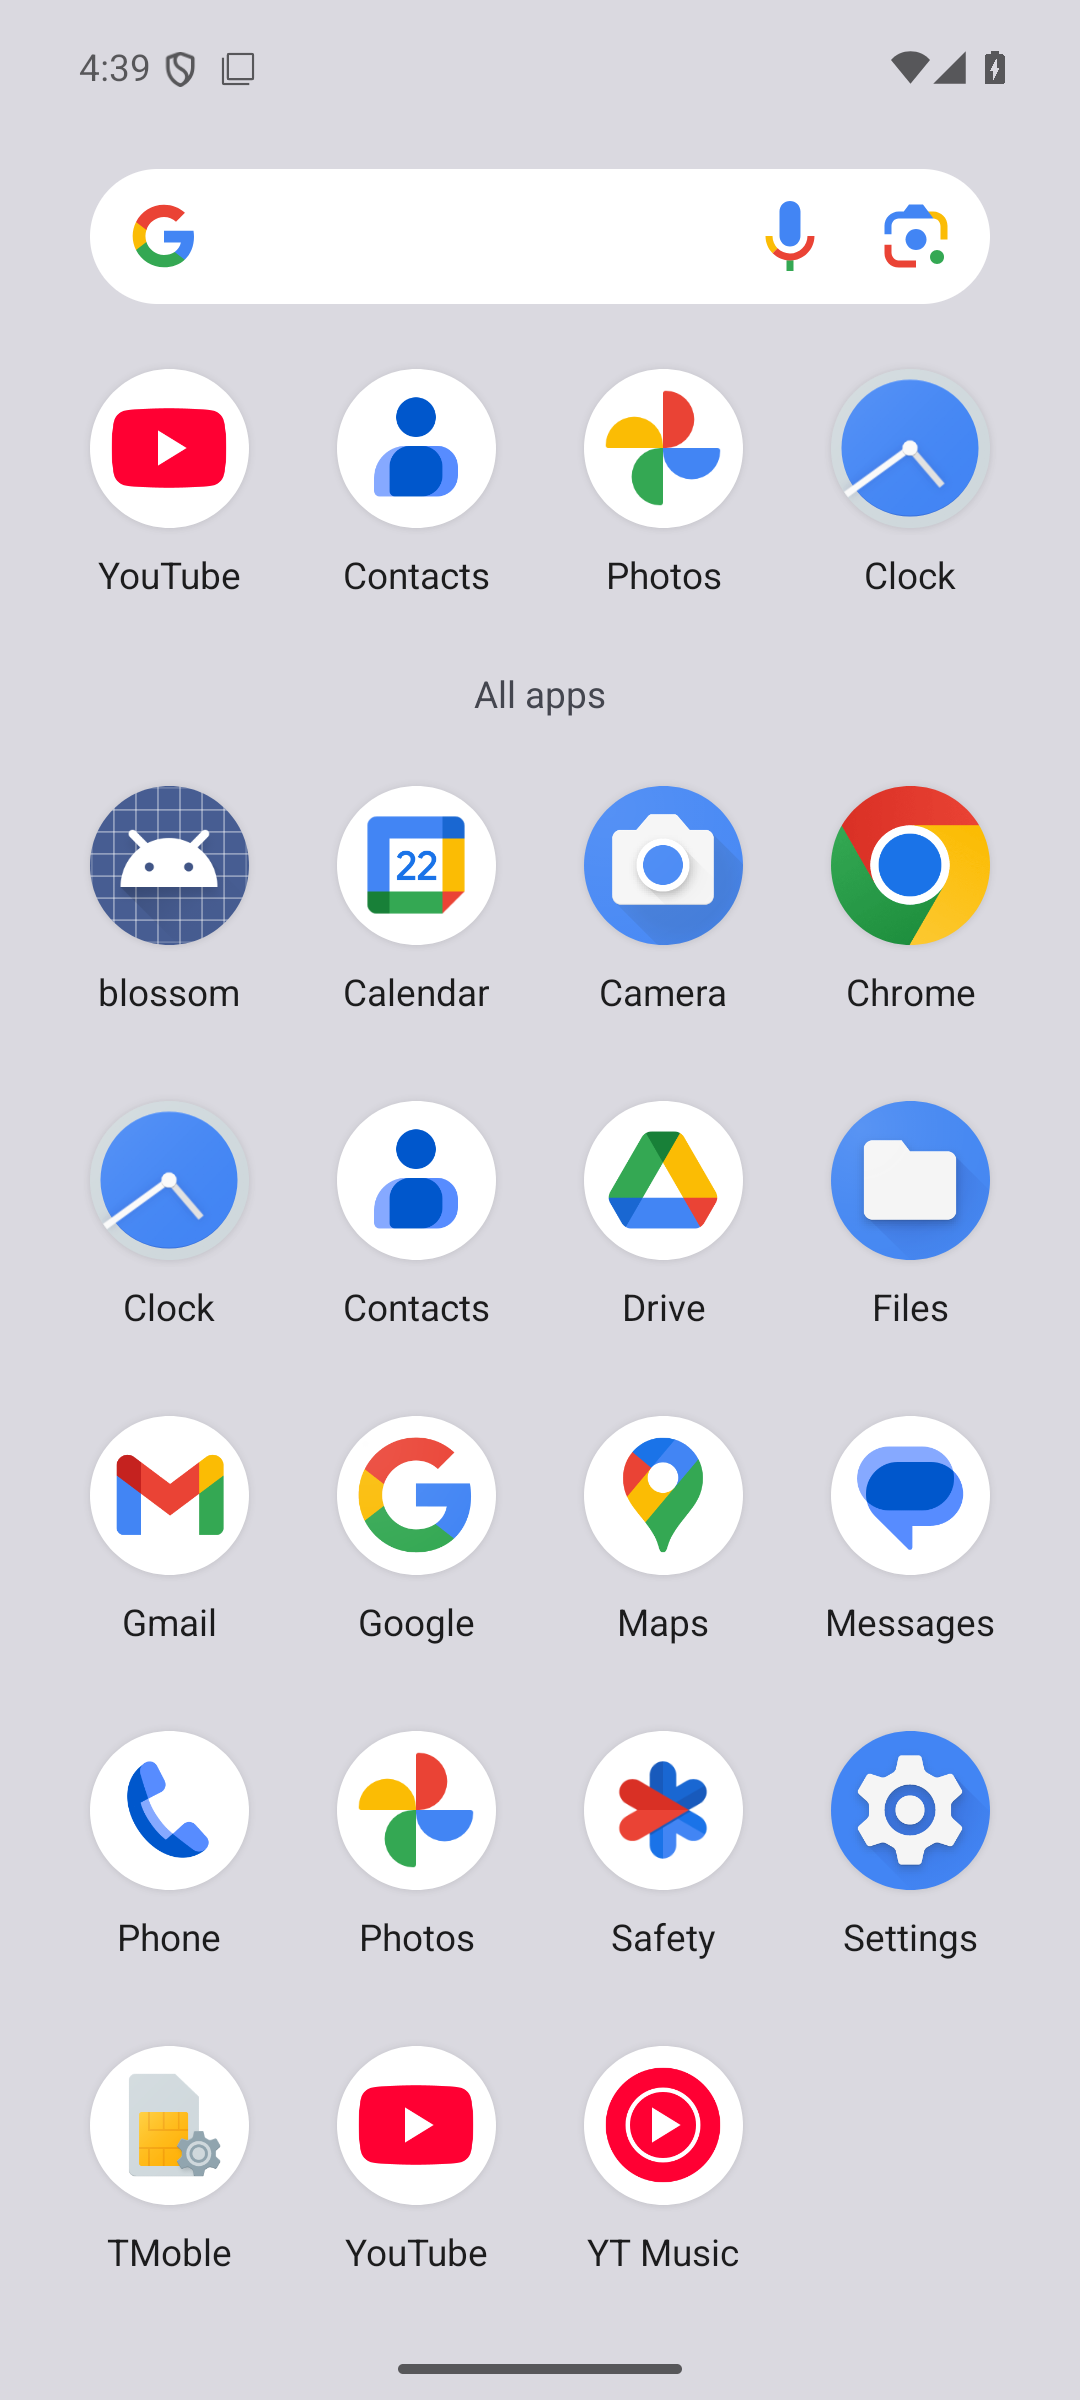 4:39
YouTube Contacts Photos Clock
All apps
blossom Calendar Camera Chrome
22
Clock Contacts Drive Files
Gmail Google Maps Messages
Phone Photos Safety Settings
TMoble YouTube YT Music